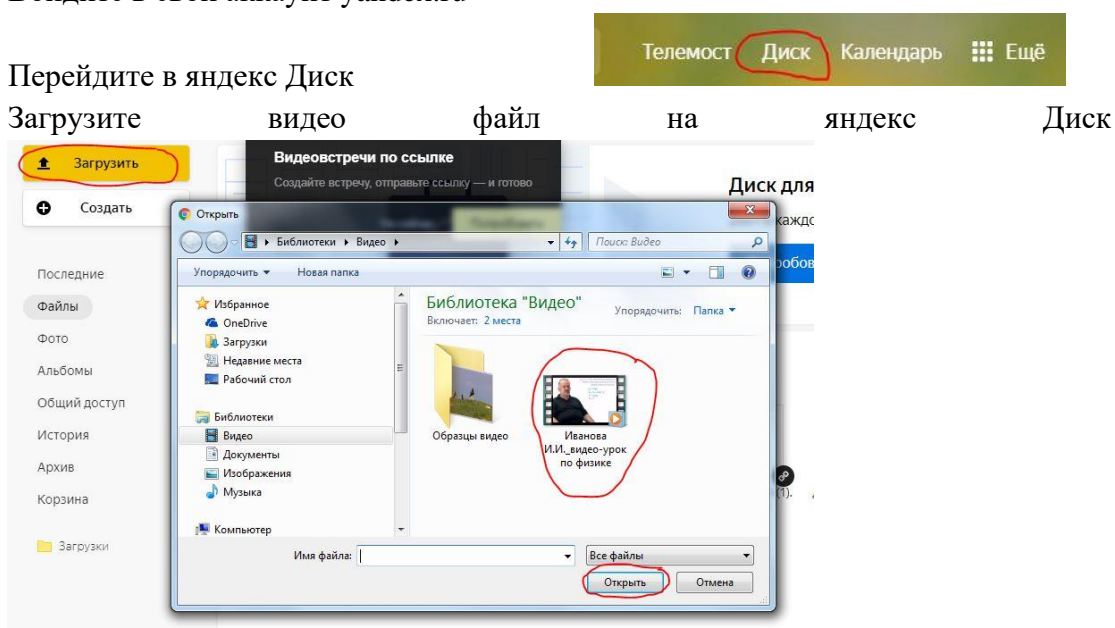 Телемост Диск Календарь Ещё
Перейдите в яндекс Диск
Загрузите видео файл на яндекс Диск
Загрузить
Создать
Последние
Файлы
Фото
Альбомы
Общий доступ
История
Архив
Корзина
Загрузки
Видеовстречи по ссылке
Создайте встречу, отправьте ссылку — и готово
Диск для
каждо
робов
(1).
Открыть
Библиотеки Видео
Поиск: Видео
Упорядочить Новая папка
Избранное
OneDrive
Загрузки
Недавние места
Рабочий стол
Библиотеки
Видео
Документы
Изображения
Музыка
Компьютер
Библиотека "Видео"
Включает: 2 места
Упорядочить: Папка
Образцы видео
Иванова
И.И._видео-урок
по физике
Имя файла:
Все файлы
Открыть Отмена